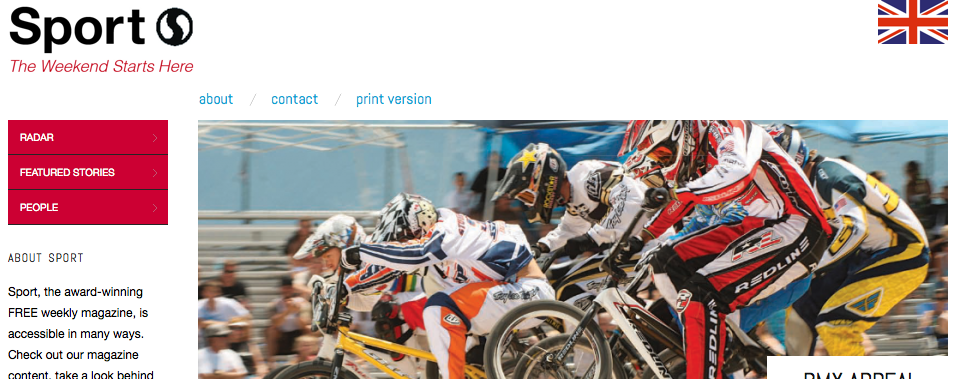 Sport
The Weekend Starts Here
about / contact / print version
RADAR
FEATURED STORIES
PEOPLE
ABOUT SPORT
Sport, the award-winning
FREE weekly magazine, is
accessible in many ways.
Check out our magazine
content, take a look behind
REDLINE
REDLINE
BMX APPEAL